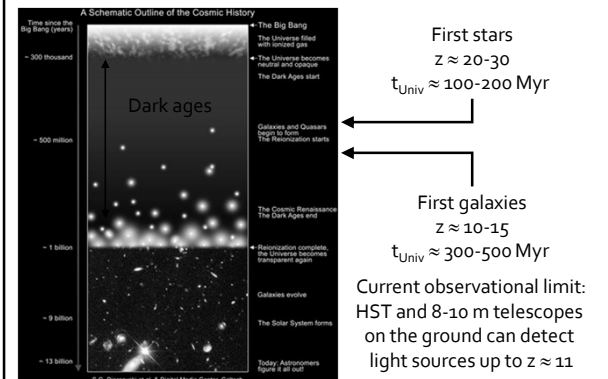 A Schematic Outline of the Cosmic History
Time since the
Big Bang (years)
~ 300 thousand
~ 500 million
~ 1 billion
~ 9 billion
~ 13 billion
Dark ages
The Big Bang
The Universe filled
with ionized gas
The Universe becomes
neutral and opaque
The Dark Ages start
Galaxies and Quasars
begin to form
The Reionization starts
The Cosmic Renaissance
The Dark Ages end
Reionization complete,
the Universe becomes
transparent again
Galaxies evolve
The Solar System forms
Today: Astronomers
figure it all out!
First stars
z ≈ 20-30
tUniv ≈ 100-200 Myr
First galaxies
z ≈ 10-15
tUniv ≈ 300-500 Myr
Current observational limit:
HST and 8-10 m telescopes
on the ground can detect
light sources up to z ≈ 11